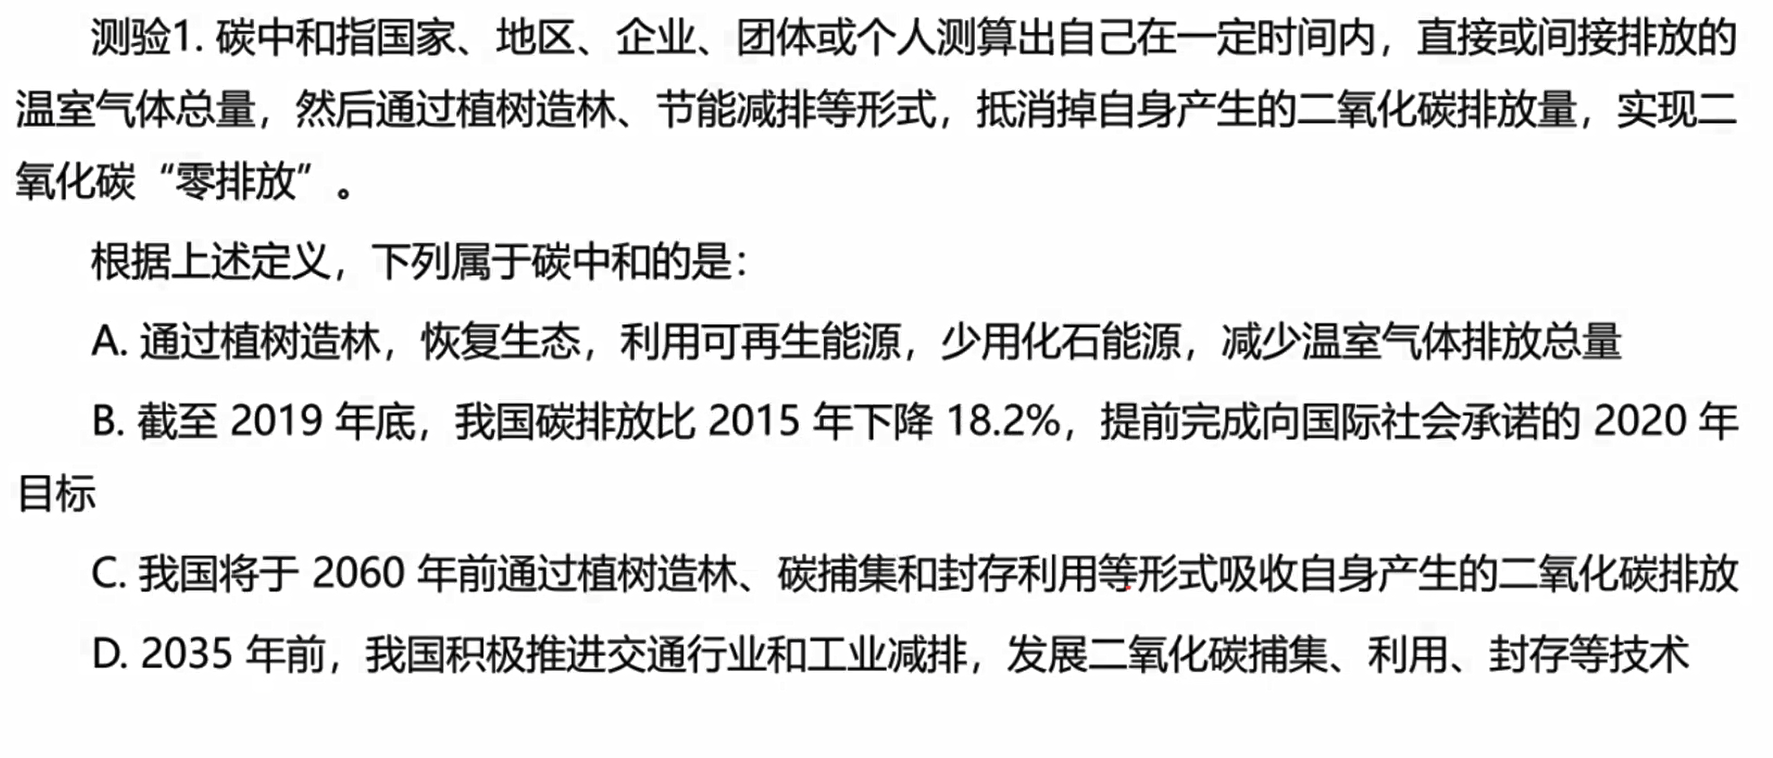 测验1. 碳中和指国家、地区、企业、团体或个人测算出自己在一定时间内，直接或间接排放的
温室气体总量，然后通过植树造林、节能减排等形式，抵消掉自身产生的二氧化碳排放量，实现二
氧化碳“零排放”。
根据上述定义，下列属于碳中和的是：
A. 通过植树造林，恢复生态，利用可再生能源，少用化石能源，减少温室气体排放总量
B. 截至 2019 年底，我国碳排放比 2015 年下降 18.2%，提前完成向国际社会承诺的 2020 年
目标
C. 我国将于 2060 年前通过植树造林、碳捕集和封存利用等形式吸收自身产生的二氧化碳排放
D. 2035 年前，我国积极推进交通行业和工业减排，发展二氧化碳捕集、利用、封存等技术